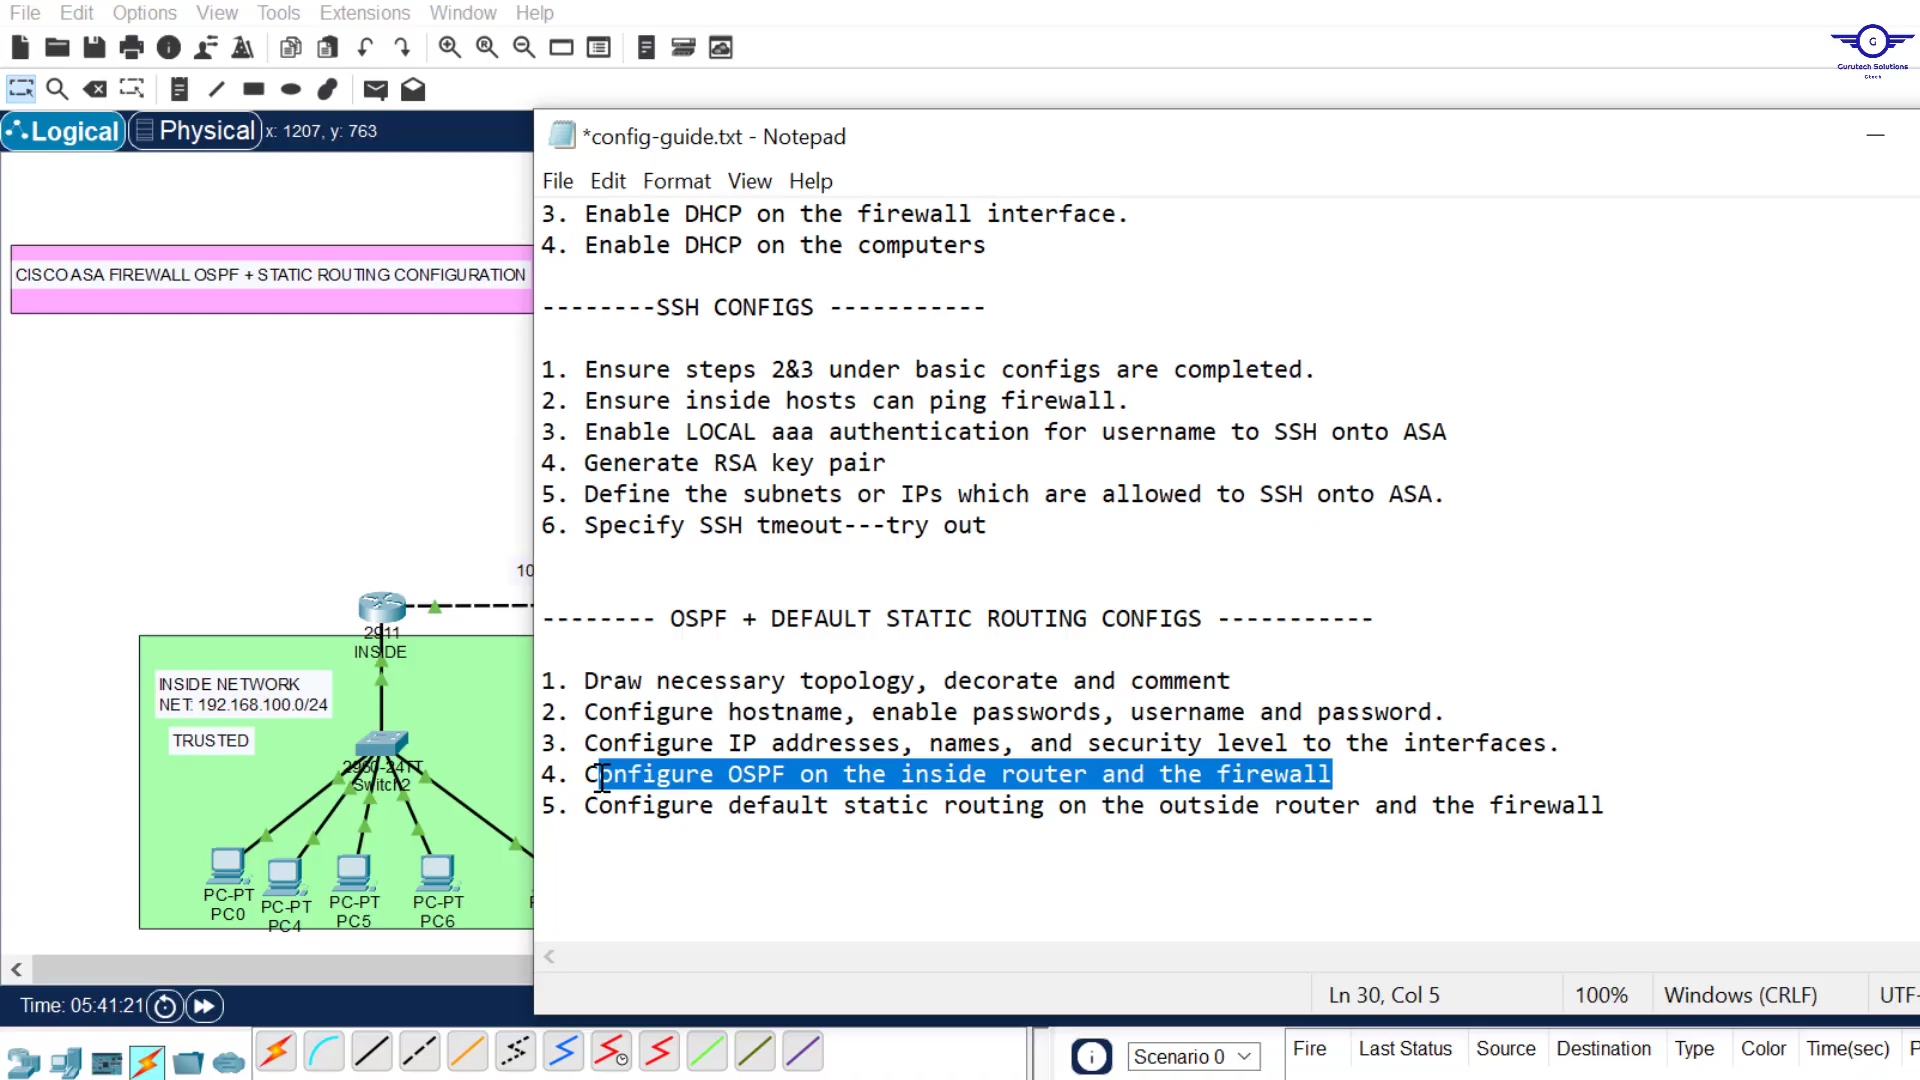 File Edit Options View Tools Extensions Window Help
G
Gurutech Solutions
Gtech
Logical
Physical
x: 1207, y: 763
*config-guide.txt - Notepad
File Edit Format View Help
3. Enable DHCP on the firewall interface.
4. Enable DHCP on the computers
--------SSH CONFIGS -----------
1. Ensure steps 2&3 under basic configs are completed.
2. Ensure inside hosts can ping firewall.
3. Enable LOCAL aaa authentication for username to SSH onto ASA
4. Generate RSA key pair
5. Define the subnets or IPs which are allowed to SSH onto ASA.
6. Specify SSH tmeout---try out
-------- OSPF + DEFAULT STATIC ROUTING CONFIGS -----------
1. Draw necessary topology, decorate and comment
2. Configure hostname, enable passwords, username and password.
3. Configure IP addresses, names, and security level to the interfaces.
4. Configure OSPF on the inside router and the firewall
5. Configure default static routing on the outside router and the firewall
Ln 30, Col 5
100%
Windows (CRLF)
UTF-
CISCO ASA FIREWALL OSPF + STATIC ROUTING CONFIGURATION
10
2911
INSIDE
INSIDE NETWORK
NET: 192.168.100.0/24
TRUSTED
2960-24TT
Switch2
PC-PT
PC0
PC-PT
PC4
PC-PT
PC5
PC-PT
PC6
Time: 05:41:21
Scenario 0
Fire Last Status Source Destination Type Color Time(sec) P